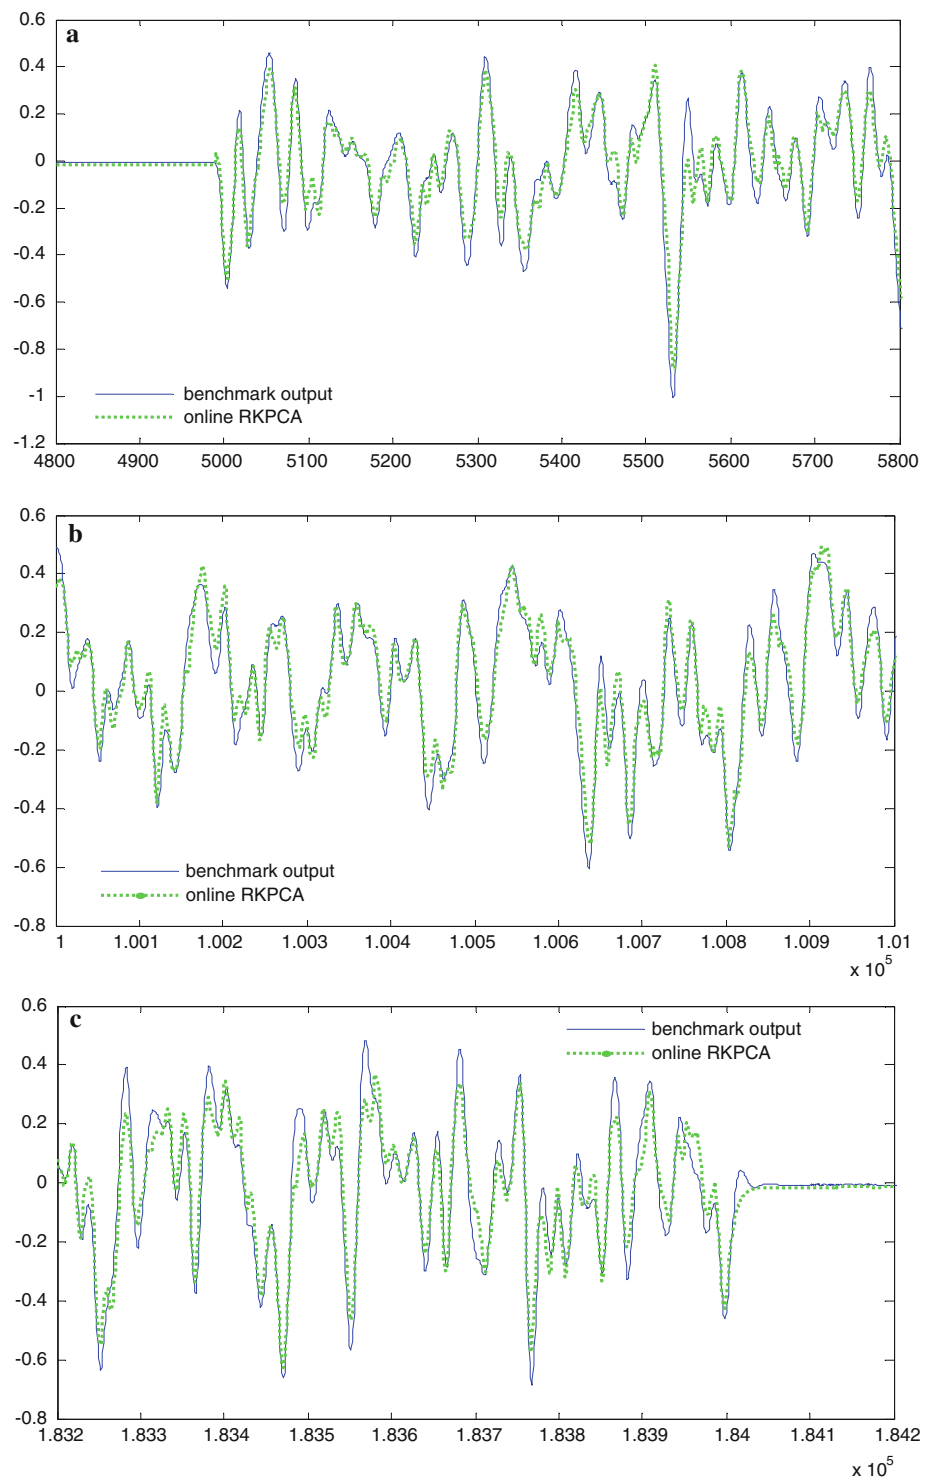 a
0.6
0.4
0.2
0
-0.2
-0.4
-0.6
-0.8
-1
-1.2
benchmark output
online RKPCA
4800 4900 5000 5100 5200 5300 5400 5500 5600 5700 5800
b
0.6
0.4
0.2
0
-0.2
-0.4
-0.6
-0.8
benchmark output
online RKPCA
1 1.001 1.002 1.003 1.004 1.005 1.006 1.007 1.008 1.009 1.01
x 10^5
c
0.6
0.4
0.2
0
-0.2
-0.4
-0.6
-0.8
benchmark output
online RKPCA
1.832 1.833 1.834 1.835 1.836 1.837 1.838 1.839 1.84 1.841 1.842
x 10^5